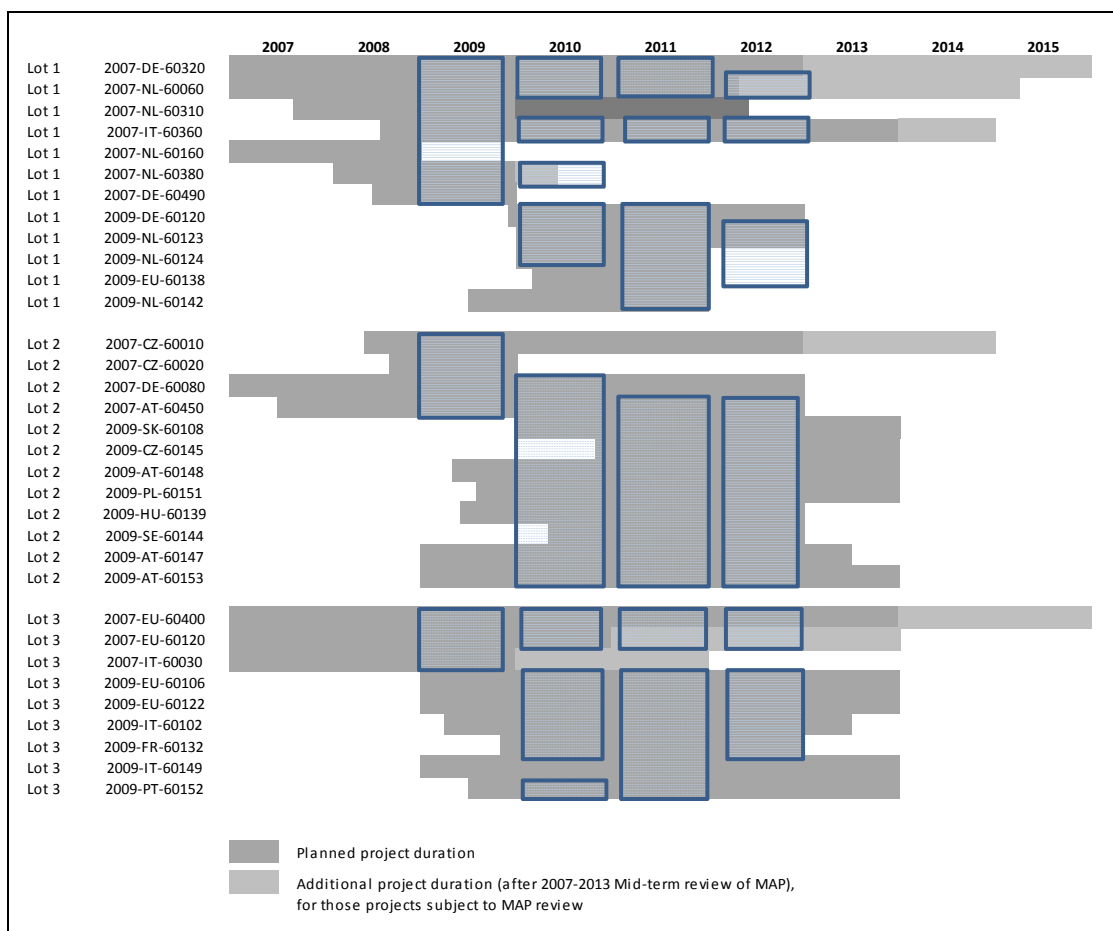 2007 2008 2009 2010 2011 2012 2013 2014 2015
Lot 1 2007-DE-60320
Lot 1 2007-NL-60060
Lot 1 2007-NL-60310
Lot 1 2007-IT-60360
Lot 1 2007-NL-60160
Lot 1 2007-NL-60380
Lot 1 2007-DE-60490
Lot 1 2009-DE-60120
Lot 1 2009-NL-60123
Lot 1 2009-NL-60124
Lot 1 2009-EU-60138
Lot 1 2009-NL-60142
Lot 2 2007-CZ-60010
Lot 2 2007-CZ-60020
Lot 2 2007-DE-60080
Lot 2 2007-AT-60450
Lot 2 2009-SK-60108
Lot 2 2009-CZ-60145
Lot 2 2009-AT-60148
Lot 2 2009-PL-60151
Lot 2 2009-HU-60139
Lot 2 2009-SE-60144
Lot 2 2009-AT-60147
Lot 2 2009-AT-60153
Lot 3 2007-EU-60400
Lot 3 2007-EU-60120
Lot 3 2007-IT-60030
Lot 3 2009-EU-60106
Lot 3 2009-EU-60122
Lot 3 2009-IT-60102
Lot 3 2009-FR-60132
Lot 3 2009-IT-60149
Lot 3 2009-PT-60152
Planned project duration
Additional project duration (after 2007-2013 Mid-term review of MAP),
for those projects subject to MAP review